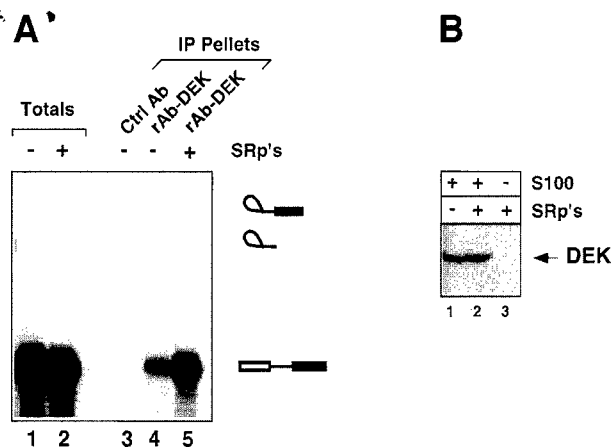 A
IP Pellets
Totals
Ctrl Ab
rAb-DEK
rAb-DEK
- + - - + SRp's
1 2 3 4 5
B
+ + - S100
- + + SRp's
DEK
1 2 3